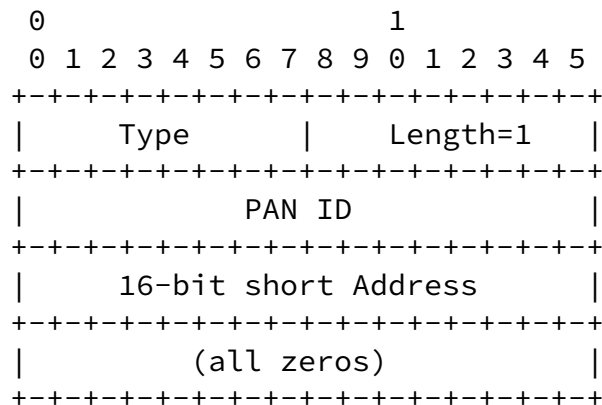 0                   1
 0 1 2 3 4 5 6 7 8 9 0 1 2 3 4 5
+-+-+-+-+-+-+-+-+-+-+-+-+-+-+-+-+
|     Type      |    Length=1   |
+-+-+-+-+-+-+-+-+-+-+-+-+-+-+-+-+
|            PAN ID             |
+-+-+-+-+-+-+-+-+-+-+-+-+-+-+-+-+
|     16-bit short Address      |
+-+-+-+-+-+-+-+-+-+-+-+-+-+-+-+-+
|         (all zeros)           |
+-+-+-+-+-+-+-+-+-+-+-+-+-+-+-+-+